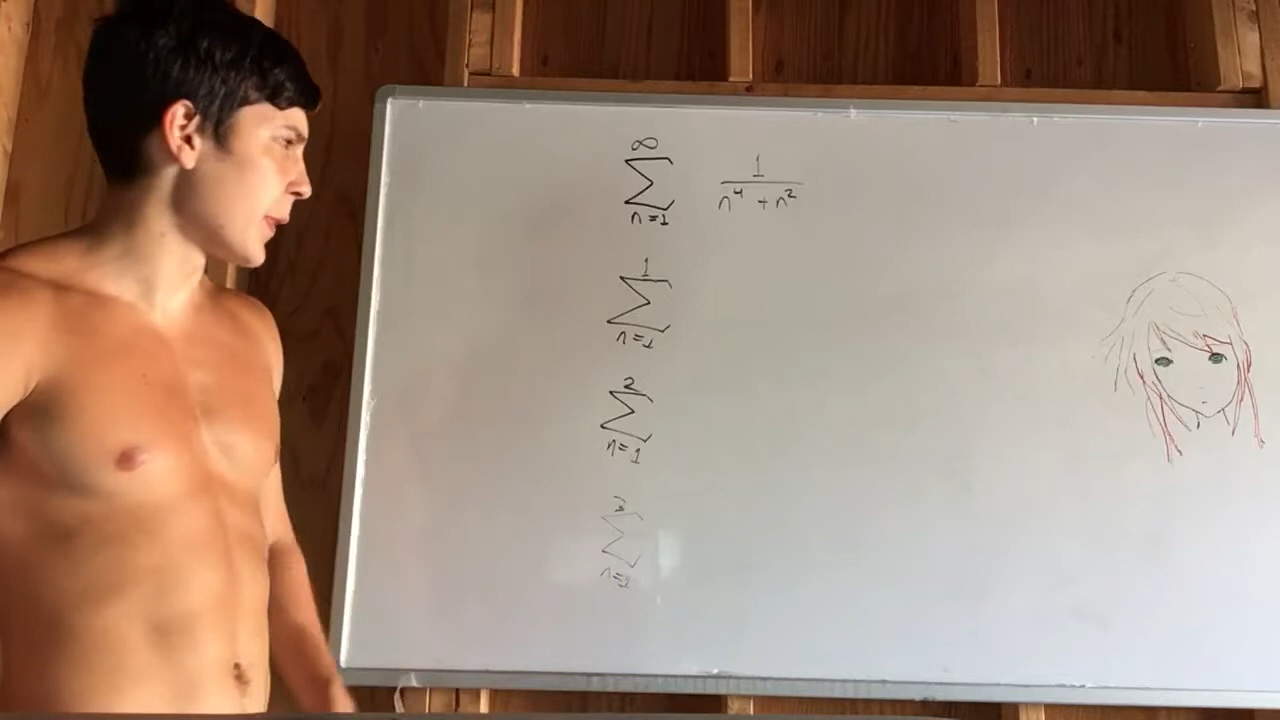 ∞
∑ 1/(n⁴ + n²)
n=1
1
∑
n=1
2
∑
n=1
3
∑
n=1